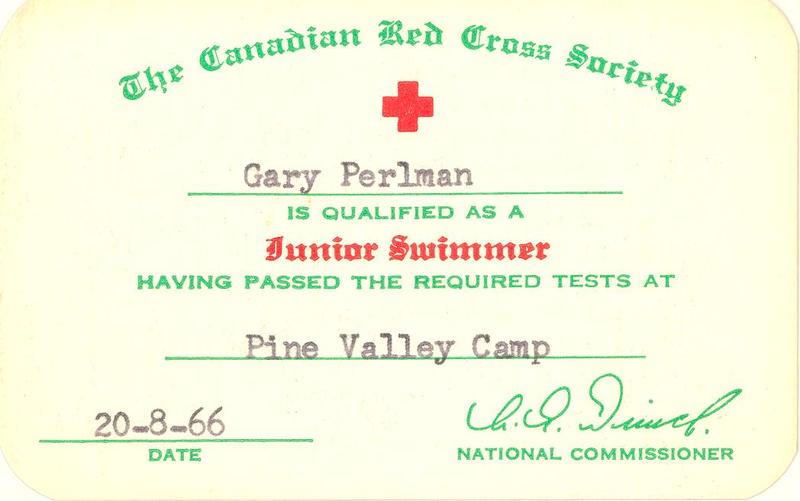 The Canadian Red Cross Society
Gary Perlman
IS QUALIFIED AS A
Junior Swimmer
HAVING PASSED THE REQUIRED TESTS AT
Pine Valley Camp
20-8-66
DATE
NATIONAL COMMISSIONER